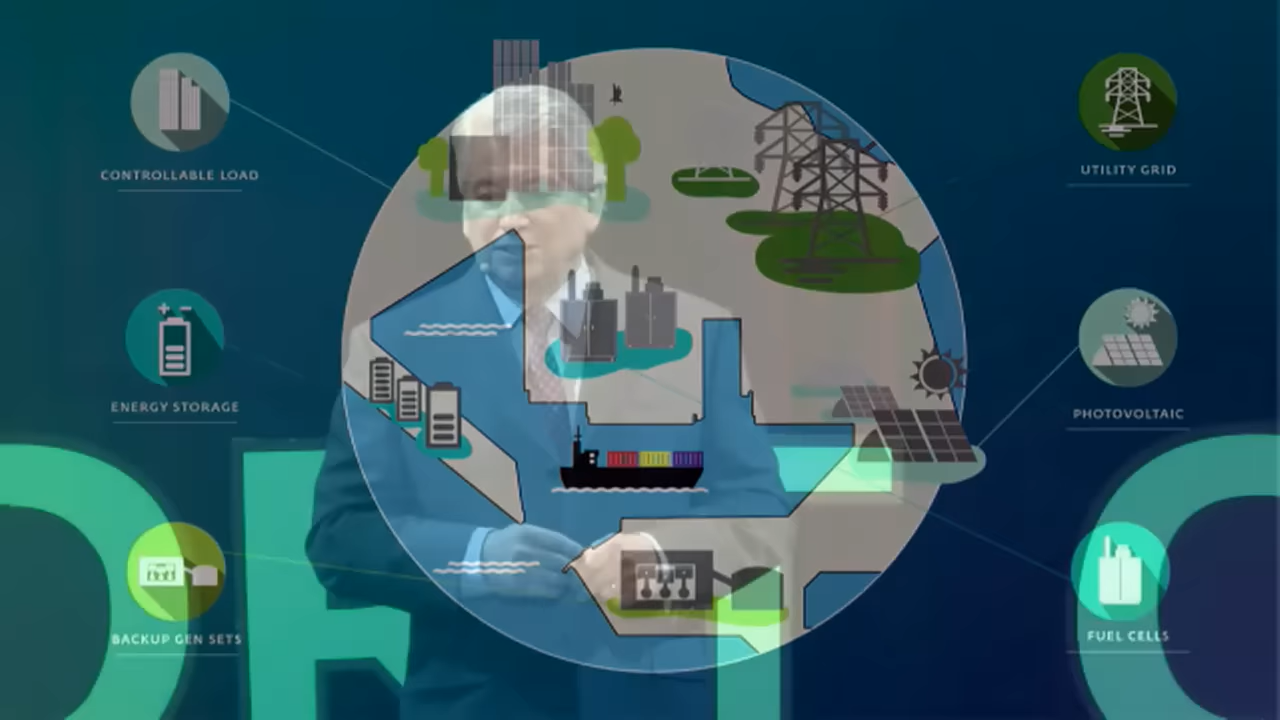 CONTROLLABLE LOAD
UTILITY GRID
ENERGY STORAGE
PHOTOVOLTAIC
BACKUP GEN SETS
FUEL CELLS